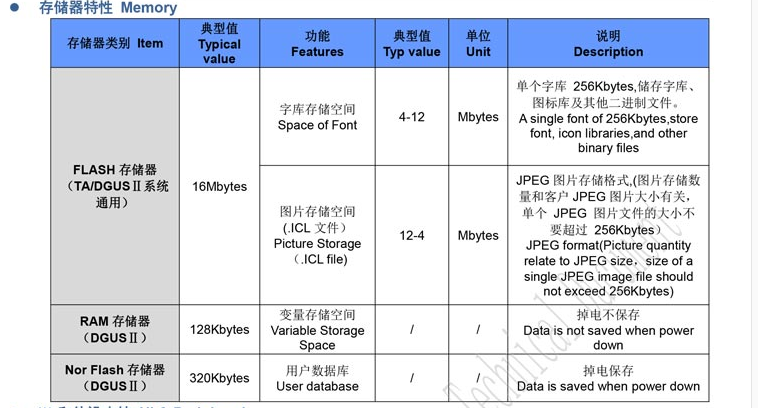 ● 存储器特性 Memory
存储器类别 Item
典型值
Typical
value
功能
Features
典型值
Typ value
单位
Unit
说明
Description
FLASH 存储器
（TA/DGUSⅡ系统
通用）
16Mbytes
字库存储空间
Space of Font
4-12
Mbytes
单个字库 256Kbytes,储存字库、
图标库及其他二进制文件。
A single font of 256Kbytes,store
font, icon libraries,and other
binary files
图片存储空间
(.ICL 文件）
Picture Storage
（.ICL file)
12-4
Mbytes
JPEG 图片存储格式,(图片存储数
量和客户 JPEG 图片大小有关，
单个 JPEG 图片文件的大小不
要超过 256Kbytes）
JPEG format(Picture quantity
relate to JPEG size，size of a
single JPEG image file should
not exceed 256Kbytes)
RAM 存储器
（DGUSⅡ）
128Kbytes
变量存储空间
Variable Storage
Space
/
/
掉电不保存
Data is not saved when power
down
Nor Flash 存储器
（DGUSⅡ）
320Kbytes
用户数据库
User database
/
/
掉电保存
Data is saved when power down
Technical